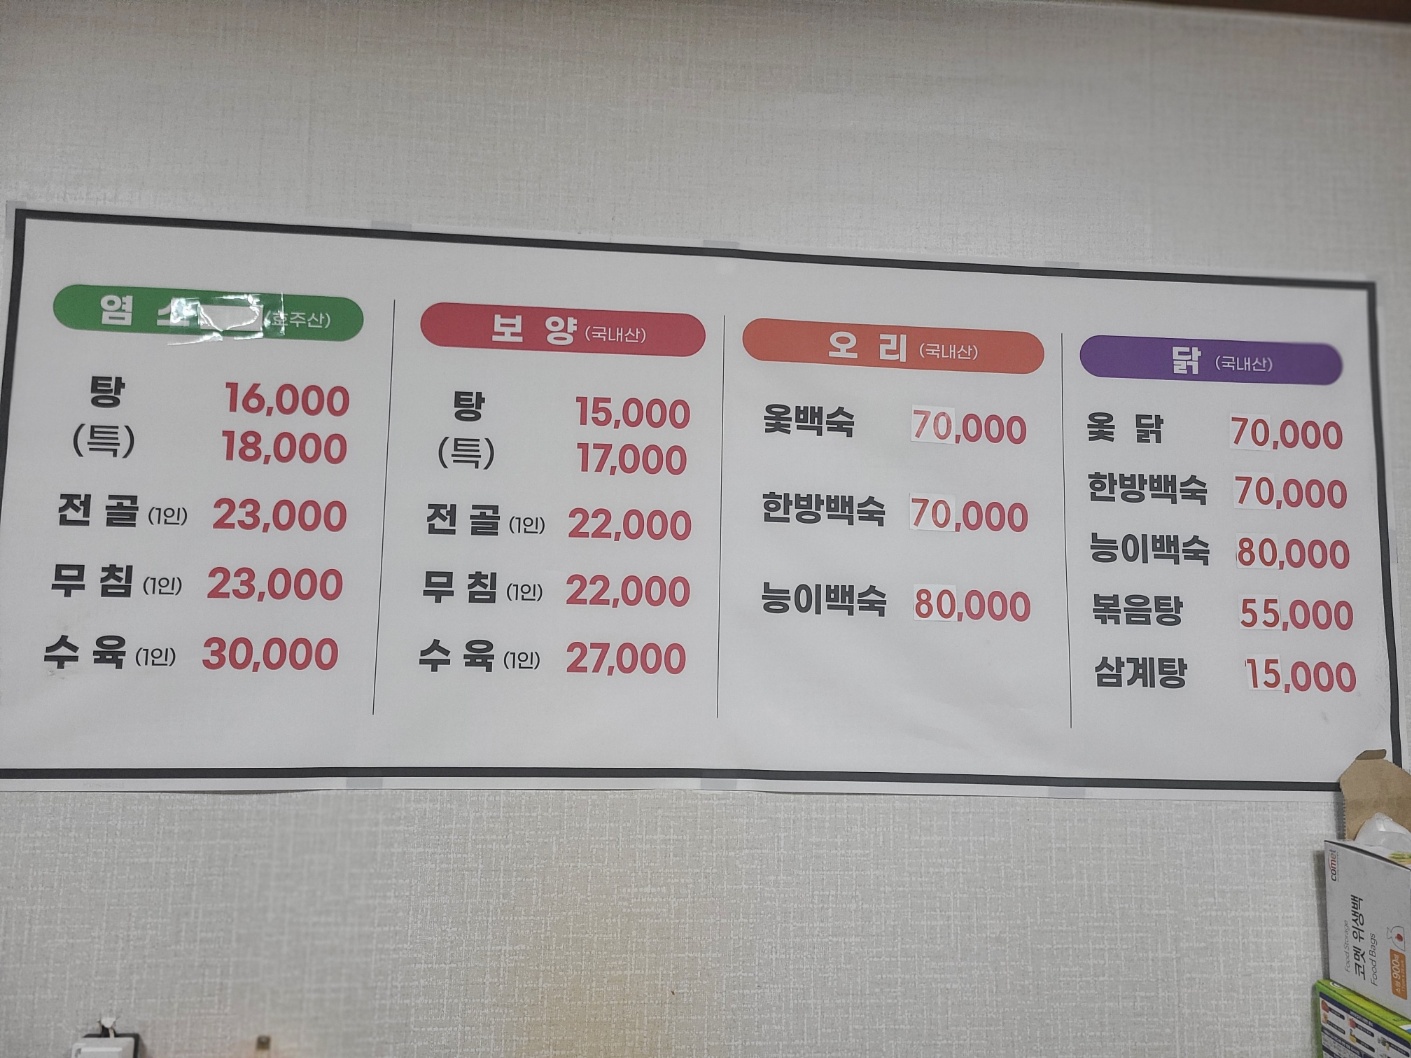 염 소 (호주산)
탕 16,000
(특) 18,000
전 골 (1인) 23,000
무 침 (1인) 23,000
수 육 (1인) 30,000
보 양 (국내산)
탕 15,000
(특) 17,000
전 골 (1인) 22,000
무 침 (1인) 22,000
수 육 (1인) 27,000
오 리 (국내산)
옻백숙 70,000
한방백숙 70,000
능이백숙 80,000
닭 (국내산)
옻 닭 70,000
한방백숙 70,000
능이백숙 80,000
볶음탕 55,000
삼계탕 15,000
comet
Food Storage
코멧 위생백
Food Bags